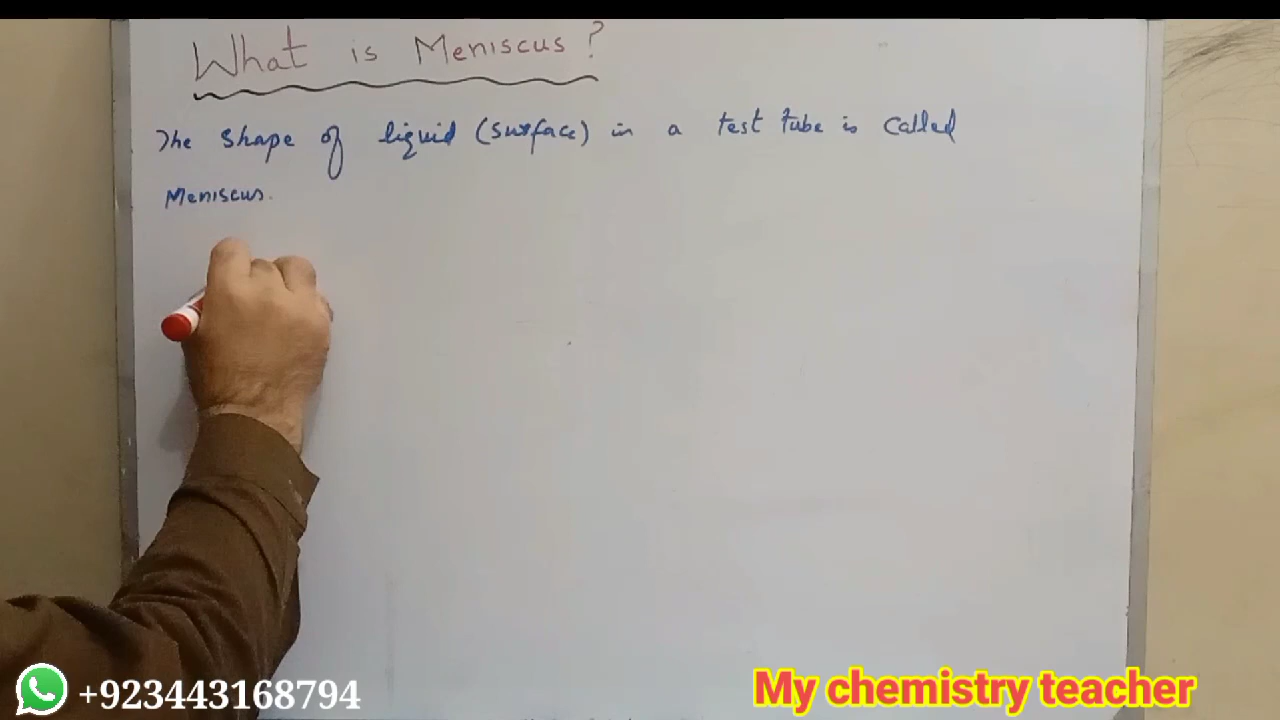 What is Meniscus?
The shape of liquid (surface) in a test tube is called
Meniscus.
+923443168794
My chemistry teacher